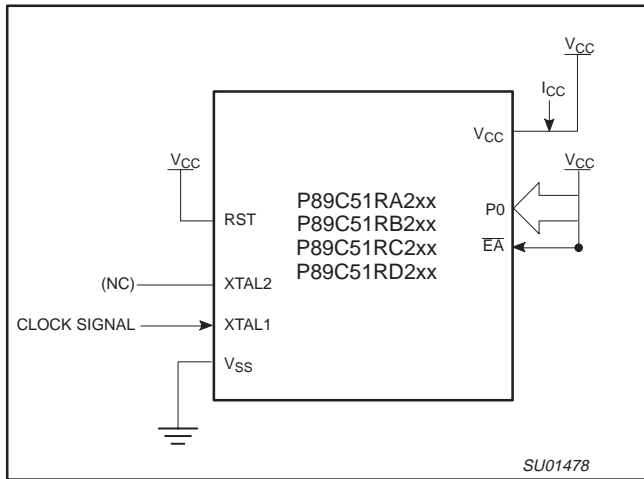 VCC
ICC
VCC
VCC
VCC
P89C51RA2xx
P89C51RB2xx
P89C51RC2xx
P89C51RD2xx
P0
RST
EA
(NC)
XTAL2
CLOCK SIGNAL
XTAL1
VSS
SU01478